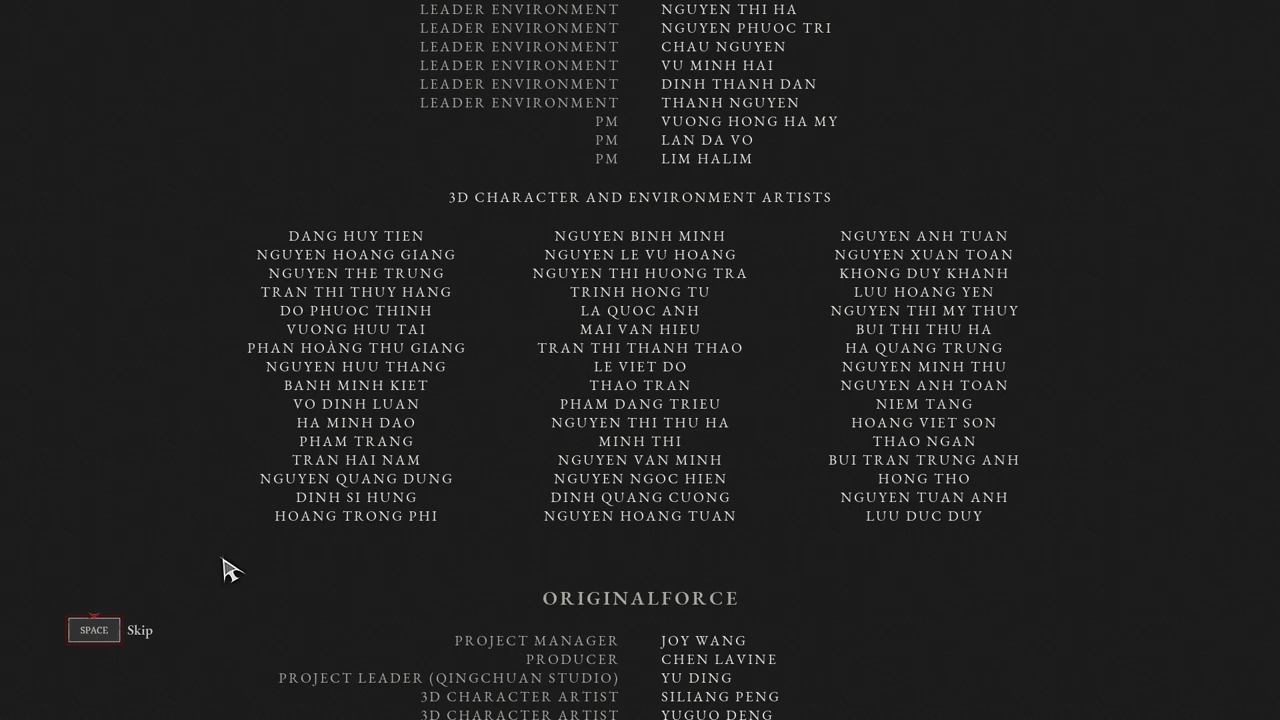 LEADER ENVIRONMENT NGUYEN THI HA
LEADER ENVIRONMENT NGUYEN PHUOC TRI
LEADER ENVIRONMENT CHAU NGUYEN
LEADER ENVIRONMENT VU MINH HAI
LEADER ENVIRONMENT DINH THANH DAN
LEADER ENVIRONMENT THANH NGUYEN
PM VUONG HONG HA MY
PM LAN DA VO
PM LIM HALIM
3D CHARACTER AND ENVIRONMENT ARTISTS
DANG HUY TIEN NGUYEN BINH MINH NGUYEN ANH TUAN
NGUYEN HOANG GIANG NGUYEN LE VU HOANG NGUYEN XUAN TOAN
NGUYEN THE TRUNG NGUYEN THI HUONG TRA KHONG DUY KHANH
TRAN THI THUY HANG TRINH HONG TU LUU HOANG YEN
DO PHUOC THINH LA QUOC ANH NGUYEN THI MY THUY
VUONG HUU TAI MAI VAN HIEU BUI THI THU HA
PHAN HOÀNG THU GIANG TRAN THI THANH THAO HA QUANG TRUNG
NGUYEN HUU THANG LE VIET DO NGUYEN MINH THU
BANH MINH KIET THAO TRAN NGUYEN ANH TOAN
VO DINH LUAN PHAM DANG TRIEU NIEM TANG
HA MINH DAO NGUYEN THI THU HA HOANG VIET SON
PHAM TRANG MINH THI THAO NGAN
TRAN HAI NAM NGUYEN VAN MINH BUI TRAN TRUNG ANH
NGUYEN QUANG DUNG NGUYEN NGOC HIEN HONG THO
DINH SI HUNG DINH QUANG CUONG NGUYEN TUAN ANH
HOANG TRONG PHI NGUYEN HOANG TUAN LUU DUC DUY
ORIGINALFORCE
SPACE Skip
PROJECT MANAGER JOY WANG
PRODUCER CHEN LAVINE
PROJECT LEADER (QINGCHUAN STUDIO) YU DING
3D CHARACTER ARTIST SILIANG PENG
3D CHARACTER ARTIST YUGUO DENG